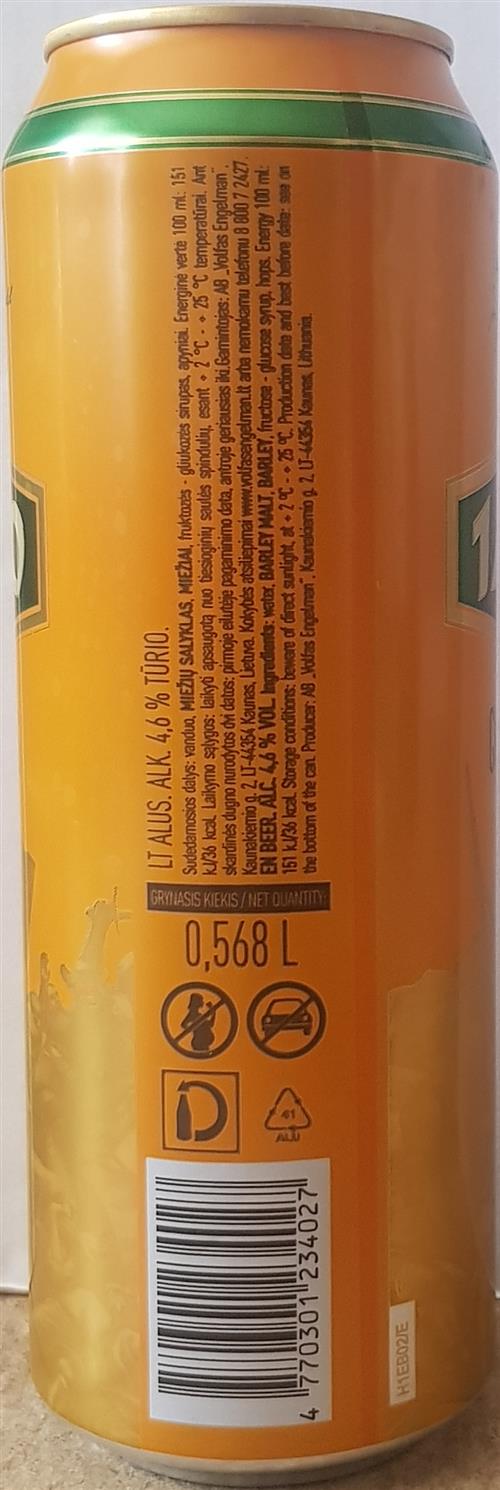 LT ALUS. ALK. 4,6 % TŪRIO.
Sudedamosios dalys: vanduo, MIEŽIŲ SALYKLAS, MIEŽIAI, fruktozės - gliukozės sirupas, apyniai. Energinė vertė 100 ml: 151
kJ/36 kcal. Laikymo sąlygos: laikyti apsaugotą nuo tiesioginių saulės spindulių, esant + 2 °C - + 25 °C temperatūrai. Ant
skardinės dugno nurodytos dvi datos: pirmoje eilutėje pagaminimo data, antroje geriausias iki. Gamintojas: AB „Volfas Engelman“,
Kaunakiemio g. 2, LT-44354 Kaunas, Lietuva. Kokybės atsiliepimai www.volfasengelman.lt arba nemokamu telefonu 8 800 7 2427.
EN BEER. ALC. 4,6 % VOL. Ingredients: water, BARLEY MALT, BARLEY, fructose - glucose syrup, hops. Energy 100 ml:
151 kJ/36 kcal. Storage conditions: beware of direct sunlight, at + 2 °C - + 25 °C. Production date and best before date: see on
the bottom of the can. Producer: AB „Volfas Engelman“, Kaunakiemio g. 2, LT-44354 Kaunas, Lithuania.
GRYNASIS KIEKIS / NET QUANTITY:
0,568 L
41
ALU
4 770301 234027
H1EB02/E